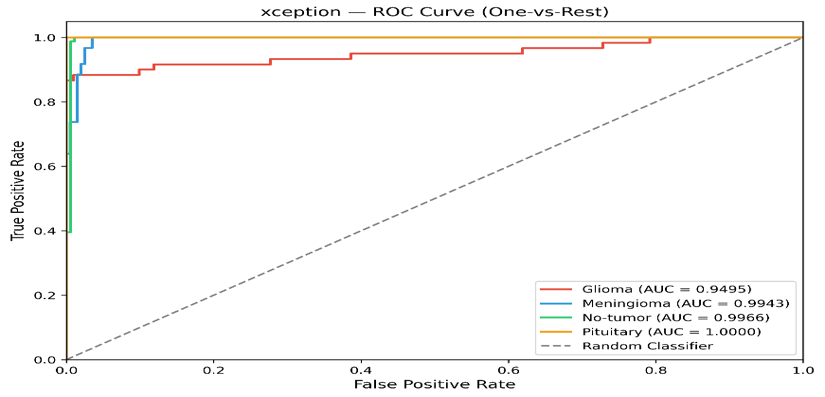 xception — ROC Curve (One-vs-Rest)
True Positive Rate
1.0
0.8
0.6
0.4
0.2
0.0
0.0 0.2 0.4 0.6 0.8 1.0
False Positive Rate
Glioma (AUC = 0.9495)
Meningioma (AUC = 0.9943)
No-tumor (AUC = 0.9966)
Pituitary (AUC = 1.0000)
Random Classifier